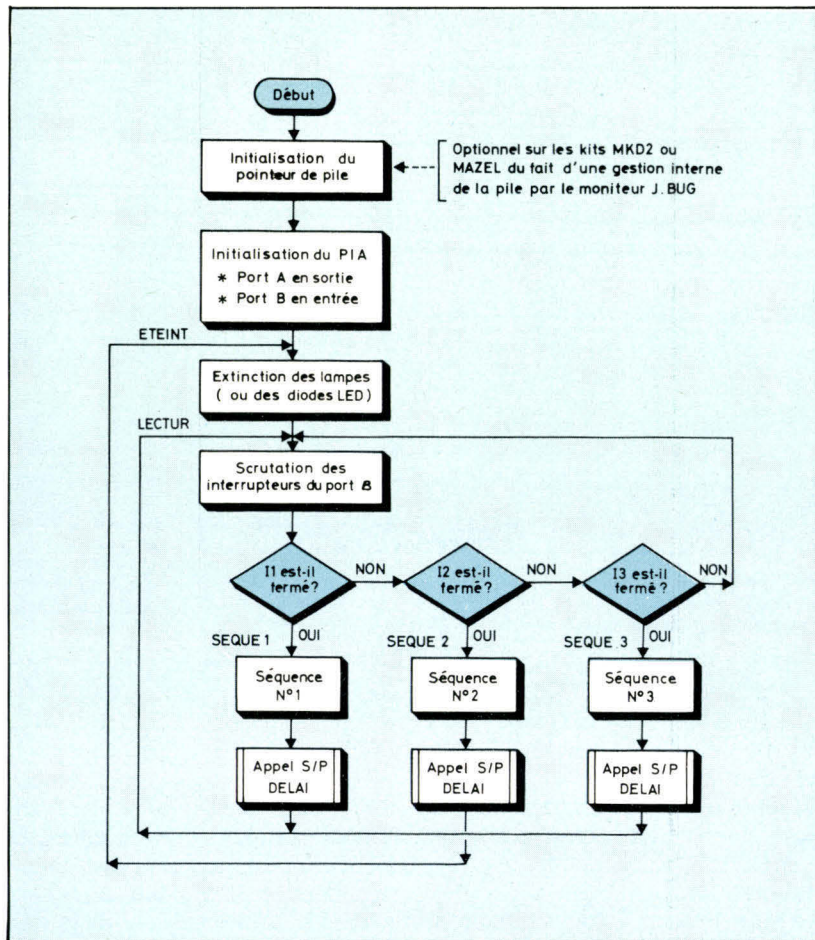 Début
Initialisation du
pointeur de pile
Optionnel sur les kits MKD2 ou
MAZEL du fait d'une gestion interne
de la pile par le moniteur J.BUG
Initialisation du PIA
* Port A en sortie
* Port B en entrée
ETEINT
Extinction des lampes
( ou des diodes LED)
LECTUR
Scrutation des
interrupteurs du port B
I1 est-il
fermé?
NON
I2 est-il
fermé?
NON
I3 est-il
fermé?
NON
SEQUE 1
OUI
SEQUE 2
OUI
SEQUE .3
OUI
Séquence
N°1
Séquence
N°2
Séquence
N°3
Appel S/P
DELAI
Appel S/P
DELAI
Appel S/P
DELAI